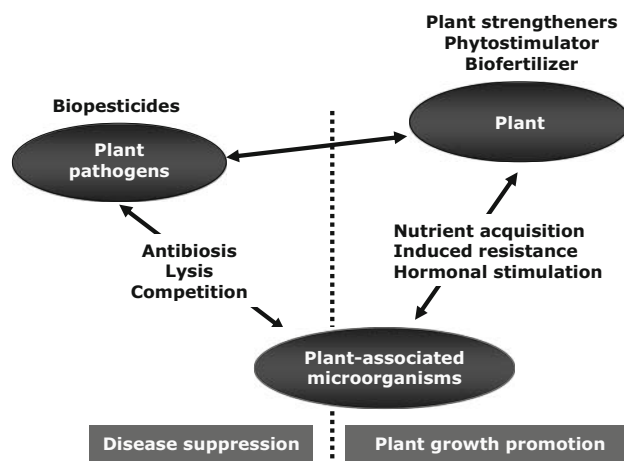 Plant strengtheners
Phytostimulator
Biofertilizer
Biopesticides
Plant
Plant
pathogens
Nutrient acquisition
Induced resistance
Hormonal stimulation
Antibiosis
Lysis
Competition
Plant-associated
microorganisms
Disease suppression
Plant growth promotion